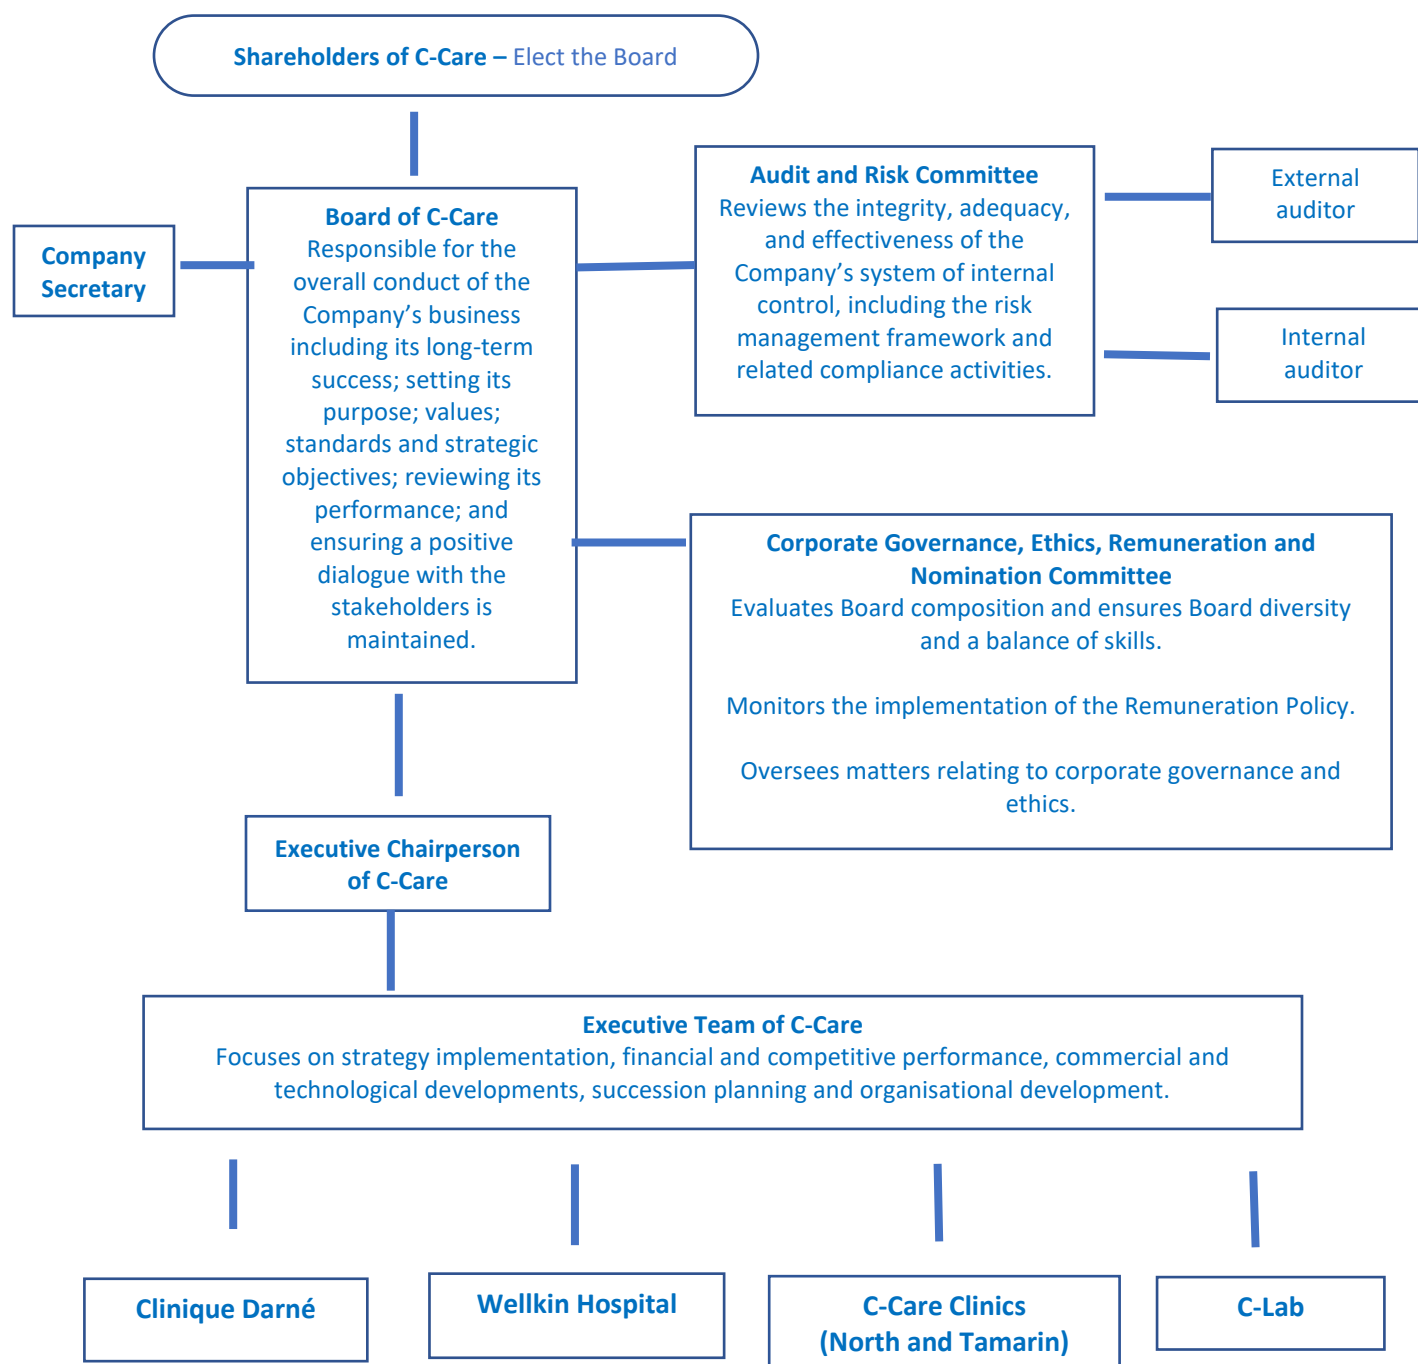 Shareholders of C-Care – Elect the Board
Company
Secretary
Board of C-Care
Responsible for the
overall conduct of the
Company’s business
including its long-term
success; setting its
purpose; values;
standards and strategic
objectives; reviewing its
performance; and
ensuring a positive
dialogue with the
stakeholders is
maintained.
Audit and Risk Committee
Reviews the integrity, adequacy,
and effectiveness of the
Company’s system of internal
control, including the risk
management framework and
related compliance activities.
External
auditor
Internal
auditor
Corporate Governance, Ethics, Remuneration and
Nomination Committee
Evaluates Board composition and ensures Board diversity
and a balance of skills.
Monitors the implementation of the Remuneration Policy.
Oversees matters relating to corporate governance and
ethics.
Executive Chairperson
of C-Care
Executive Team of C-Care
Focuses on strategy implementation, financial and competitive performance, commercial and
technological developments, succession planning and organisational development.
Clinique Darné
Wellkin Hospital
C-Care Clinics
(North and Tamarin)
C-Lab